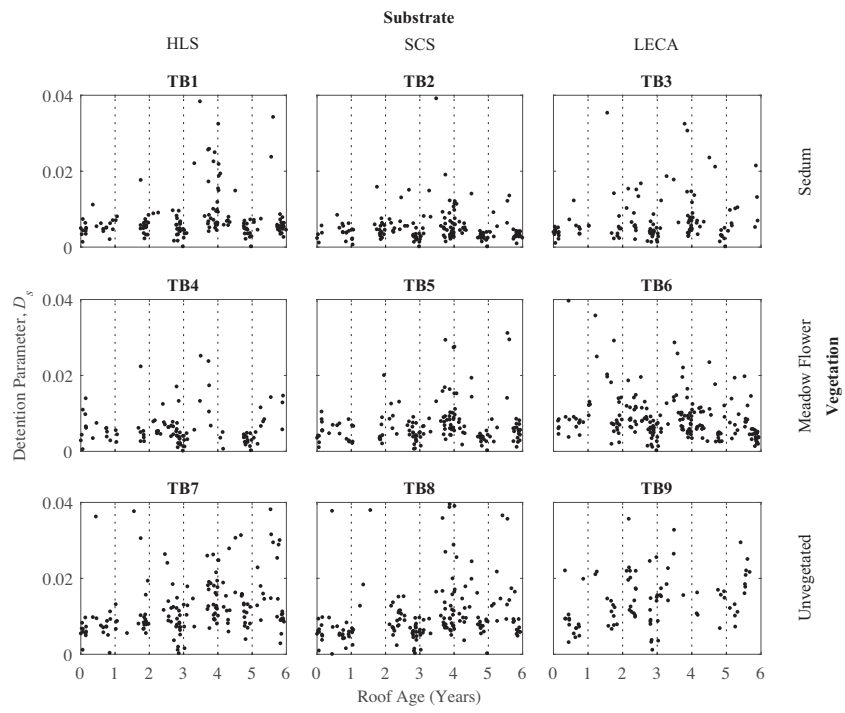 Substrate
HLS SCS LECA
TB1 TB2 TB3
0.04
0.02
0
Sedum
TB4 TB5 TB6
0.04
0.02
0
Meadow Flower
TB7 TB8 TB9
0.04
0.02
0
Unvegetated
Detention Parameter, Ds
Vegetation
0 1 2 3 4 5 6 0 1 2 3 4 5 6 0 1 2 3 4 5 6
Roof Age (Years)